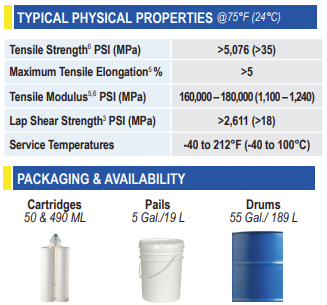 TYPICAL PHYSICAL PROPERTIES @75°F (24°C)
Tensile Strength⁶ PSI (MPa) >5,076 (>35)
Maximum Tensile Elongation⁵ % >5
Tensile Modulus⁵,⁶ PSI (MPa) 160,000 – 180,000 (1,100 – 1,240)
Lap Shear Strength³ PSI (MPa) >2,611 (>18)
Service Temperatures -40 to 212°F (-40 to 100°C)
PACKAGING & AVAILABILITY
Cartridges Pails Drums
50 & 490 ML 5 Gal./19 L 55 Gal./ 189 L